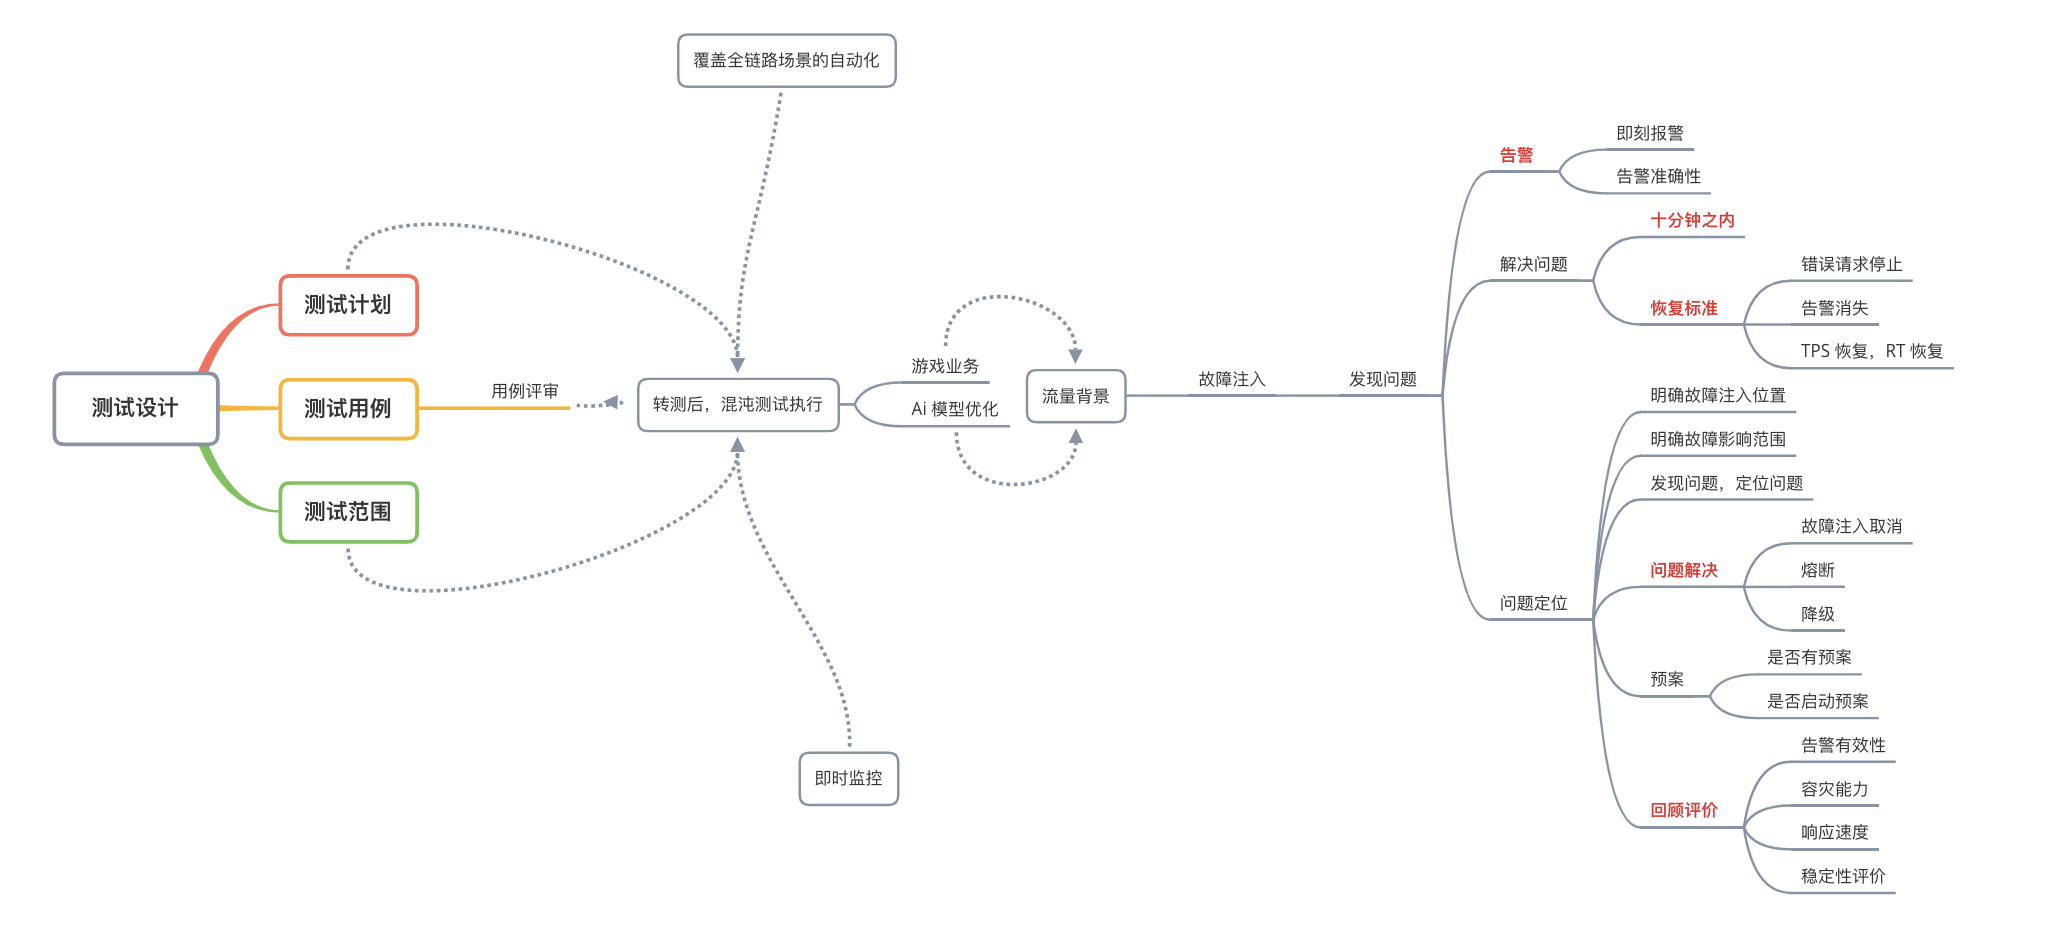 覆盖全链路场景的自动化
测试设计
测试计划
测试用例
用例评审
测试范围
转测后，混沌测试执行
游戏业务
Ai 模型优化
即时监控
流量背景
故障注入
发现问题
告警
即刻报警
告警准确性
解决问题
十分钟之内
恢复标准
错误请求停止
告警消失
TPS 恢复，RT 恢复
问题定位
明确故障注入位置
明确故障影响范围
发现问题，定位问题
问题解决
故障注入取消
熔断
降级
预案
是否有预案
是否启动预案
回顾评价
告警有效性
容灾能力
响应速度
稳定性评价